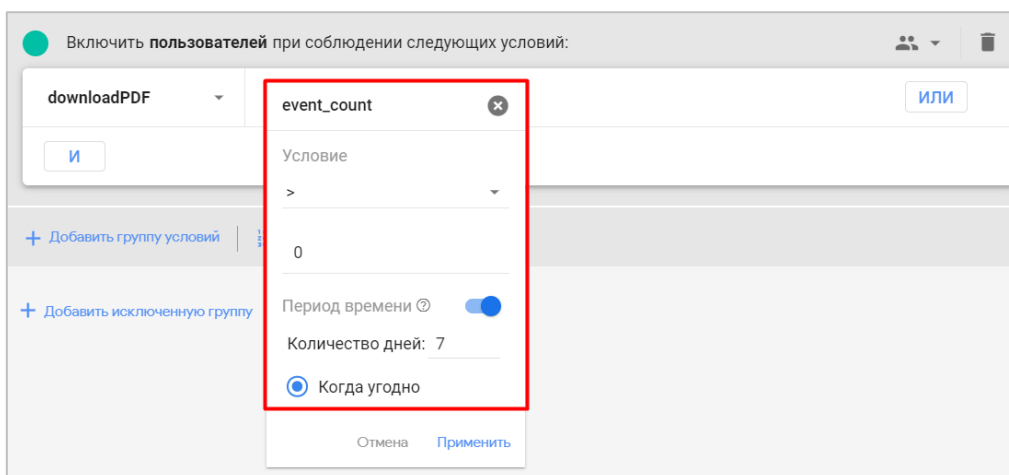 Включить пользователей при соблюдении следующих условий:
downloadPDF
ИЛИ
event_count
И
Условие
>
Добавить группу условий
0
Период времени
Добавить исключенную группу
Количество дней: 7
Когда угодно
Отмена Применить